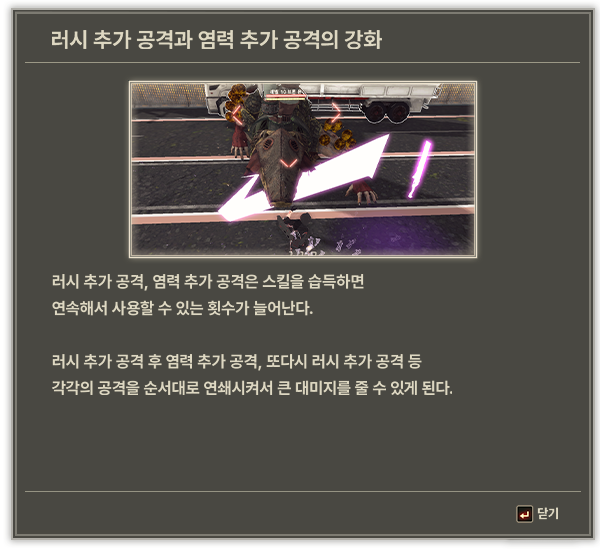 러시 추가 공격과 염력 추가 공격의 강화
러시 추가 공격, 염력 추가 공격은 스킬을 습득하면
연속해서 사용할 수 있는 횟수가 늘어난다.
러시 추가 공격 후 염력 추가 공격, 또다시 러시 추가 공격 등
각각의 공격을 순서대로 연쇄시켜서 큰 대미지를 줄 수 있게 된다.
닫기